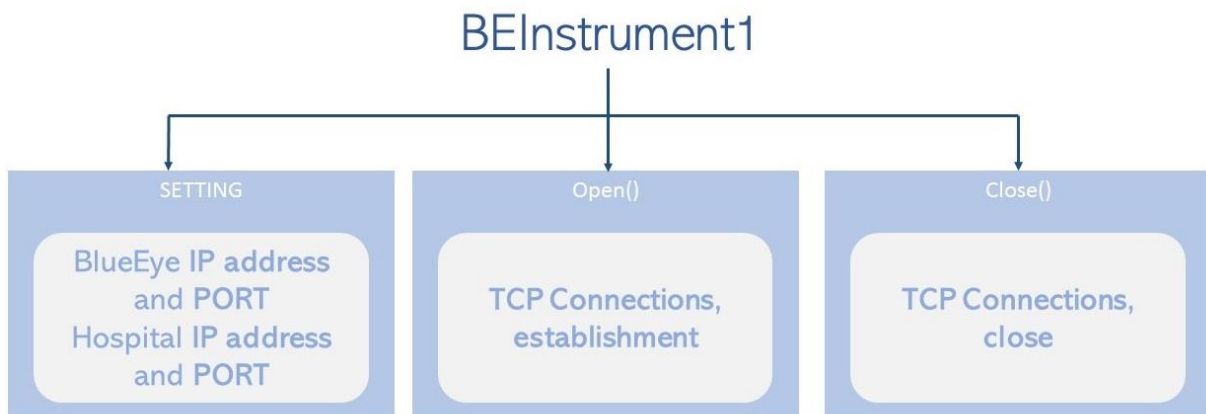 BEInstrument1
SETTING
BlueEye IP address
and PORT
Hospital IP address
and PORT
Open()
TCP Connections,
establishment
Close()
TCP Connections,
close